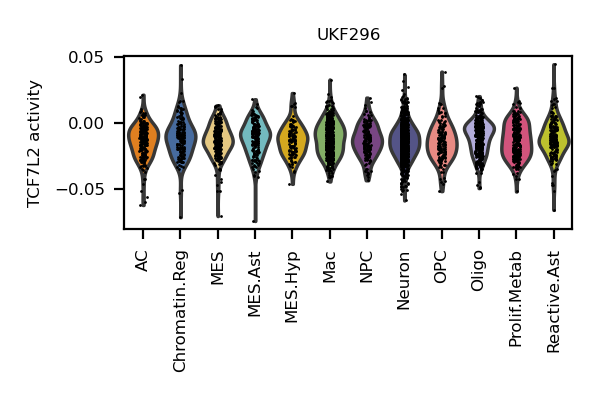 UKF296
TCF7L2 activity
0.05
0.00
−0.05
AC
Chromatin.Reg
MES
MES.Ast
MES.Hyp
Mac
NPC
Neuron
OPC
Oligo
Prolif.Metab
Reactive.Ast